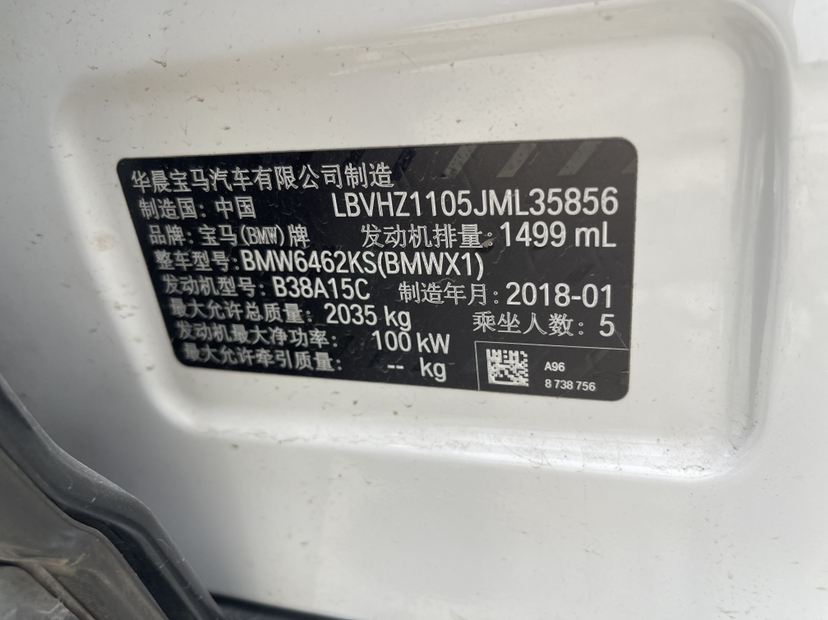 华晨宝马汽车有限公司制造
制造国: 中国 LBVHZ1105JML35856
品牌: 宝马(BMW)牌 发动机排量: 1499 mL
整车型号: BMW6462KS(BMWX1)
发动机型号: B38A15C 制造年月: 2018-01
最大允许总质量: 2035 kg 乘坐人数: 5
发动机最大净功率: 100 kW
最大允许牵引质量: -- kg
A96
8 738 756